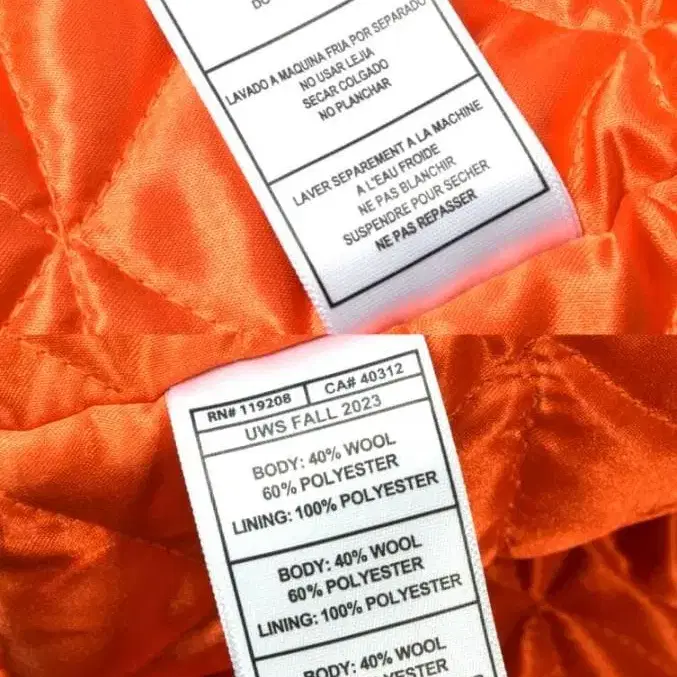 DO
LAVADO A MAQUINA FRIA POR SEPARADO
NO USAR LEJIA
SECAR COLGADO
NO PLANCHAR
LAVER SEPAREMENT A LA MACHINE
A L'EAU FROIDE
NE PAS BLANCHIR
SUSPENDRE POUR SECHER
NE PAS REPASSER
RN# 119208 CA# 40312
UWS FALL 2023
BODY: 40% WOOL
60% POLYESTER
LINING: 100% POLYESTER
BODY: 40% WOOL
60% POLYESTER
LINING: 100% POLYESTER
BODY: 40% WOOL
POLYESTER